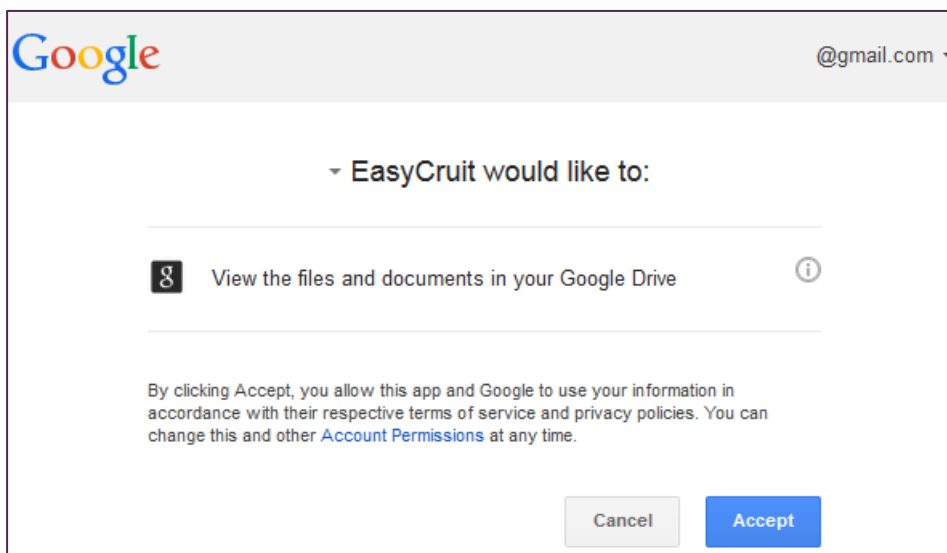 Google
@gmail.com
EasyCruit would like to:
g
View the files and documents in your Google Drive
i
By clicking Accept, you allow this app and Google to use your information in
accordance with their respective terms of service and privacy policies. You can
change this and other Account Permissions at any time.
Cancel
Accept